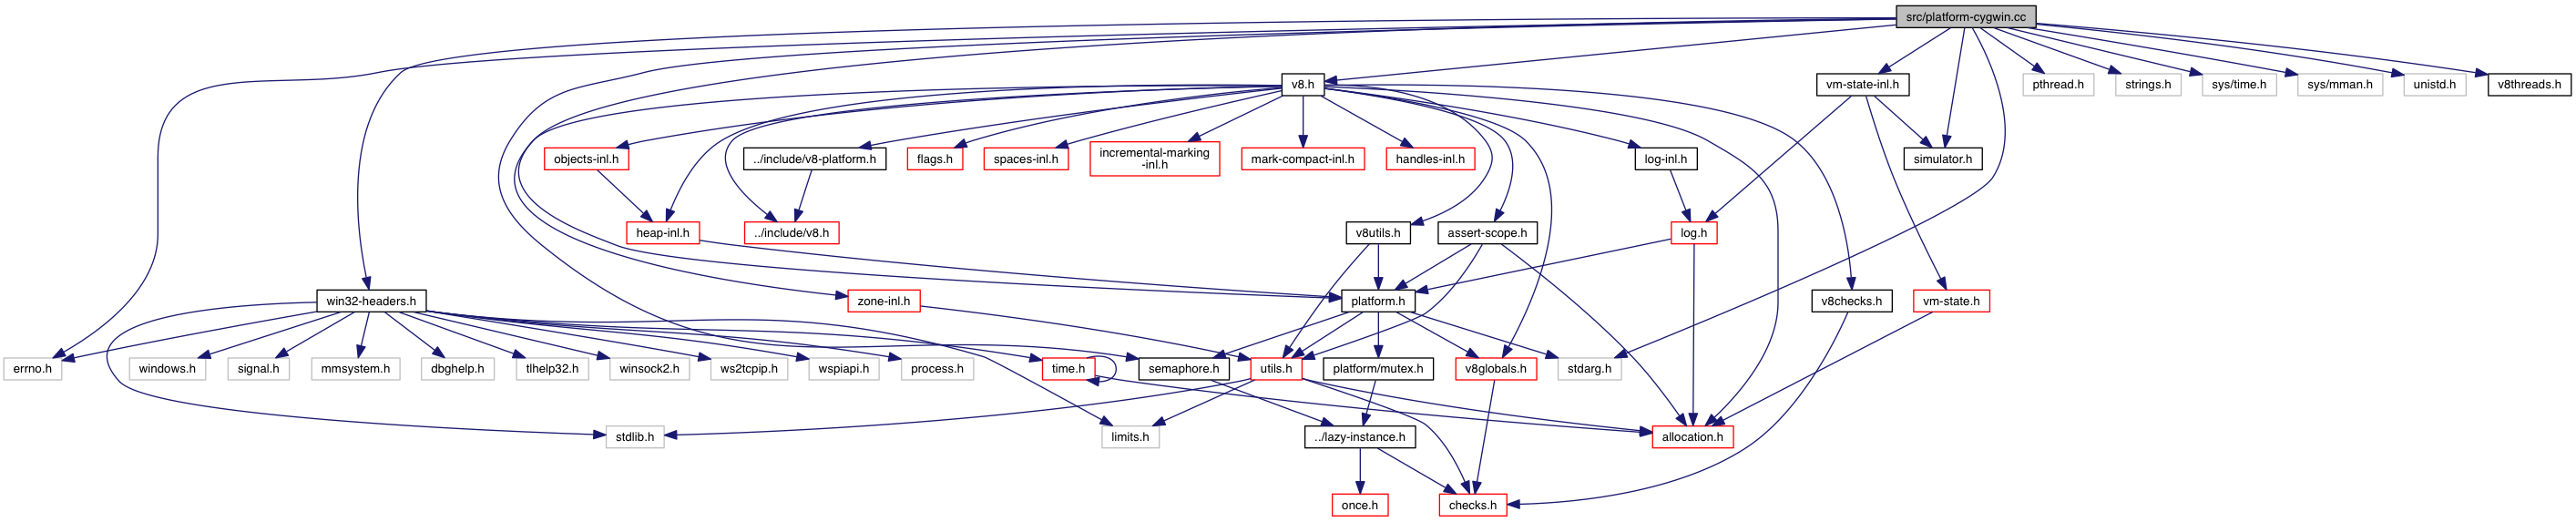 src/platform-cygwin.cc
v8.h
vm-state-inl.h
pthread.h
strings.h
sys/time.h
sys/mman.h
unistd.h
v8threads.h
objects-inl.h
../include/v8-platform.h
flags.h
spaces-inl.h
incremental-marking
-inl.h
mark-compact-inl.h
handles-inl.h
log-inl.h
simulator.h
heap-inl.h
../include/v8.h
v8utils.h
assert-scope.h
log.h
win32-headers.h
zone-inl.h
platform.h
v8checks.h
vm-state.h
errno.h
windows.h
signal.h
mmsystem.h
dbghelp.h
tlhelp32.h
winsock2.h
ws2tcpip.h
wspiapi.h
process.h
time.h
semaphore.h
utils.h
platform/mutex.h
v8globals.h
stdarg.h
stdlib.h
limits.h
../lazy-instance.h
allocation.h
once.h
checks.h